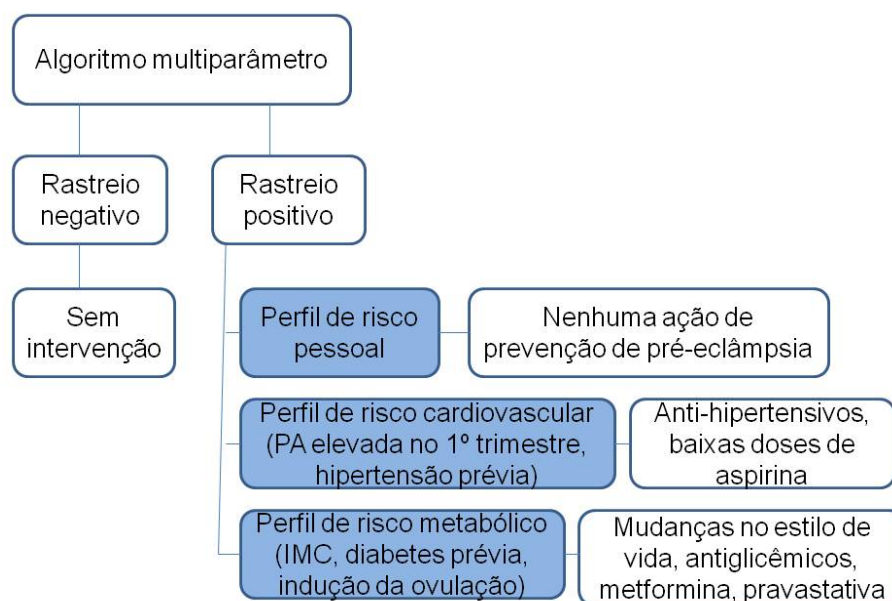 Algoritmo multiparâmetro
Rastreio
negativo
Rastreio
positivo
Sem
intervenção
Perfil de risco
pessoal
Nenhuma ação de
prevenção de pré-eclâmpsia
Perfil de risco cardiovascular
(PA elevada no 1º trimestre,
hipertensão prévia)
Anti-hipertensivos,
baixas doses de
aspirina
Perfil de risco metabólico
(IMC, diabetes prévia,
indução da ovulação)
Mudanças no estilo de
vida, antiglicêmicos,
metformina, pravastativa